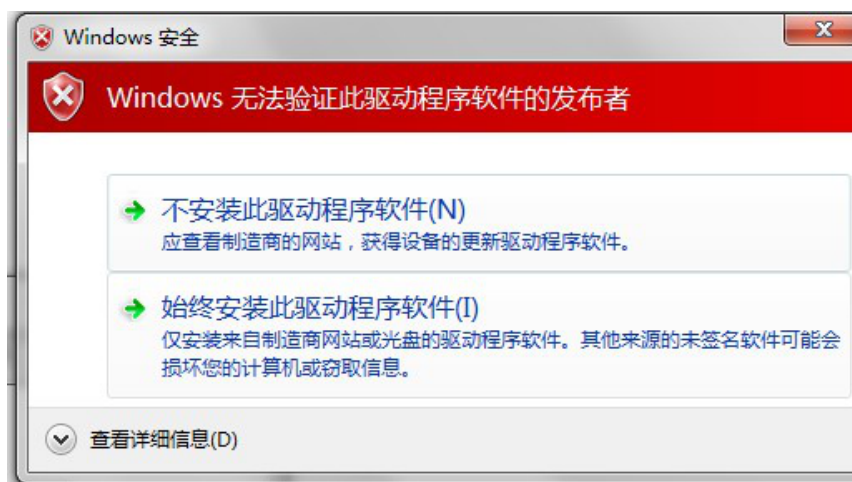 Windows 安全
Windows 无法验证此驱动程序软件的发布者
不安装此驱动程序软件(N)
应查看制造商的网站，获得设备的更新驱动程序软件。
始终安装此驱动程序软件(I)
仅安装来自制造商网站或光盘的驱动程序软件。其他来源的未签名软件可能会
损坏您的计算机或窃取信息。
查看详细信息(D)